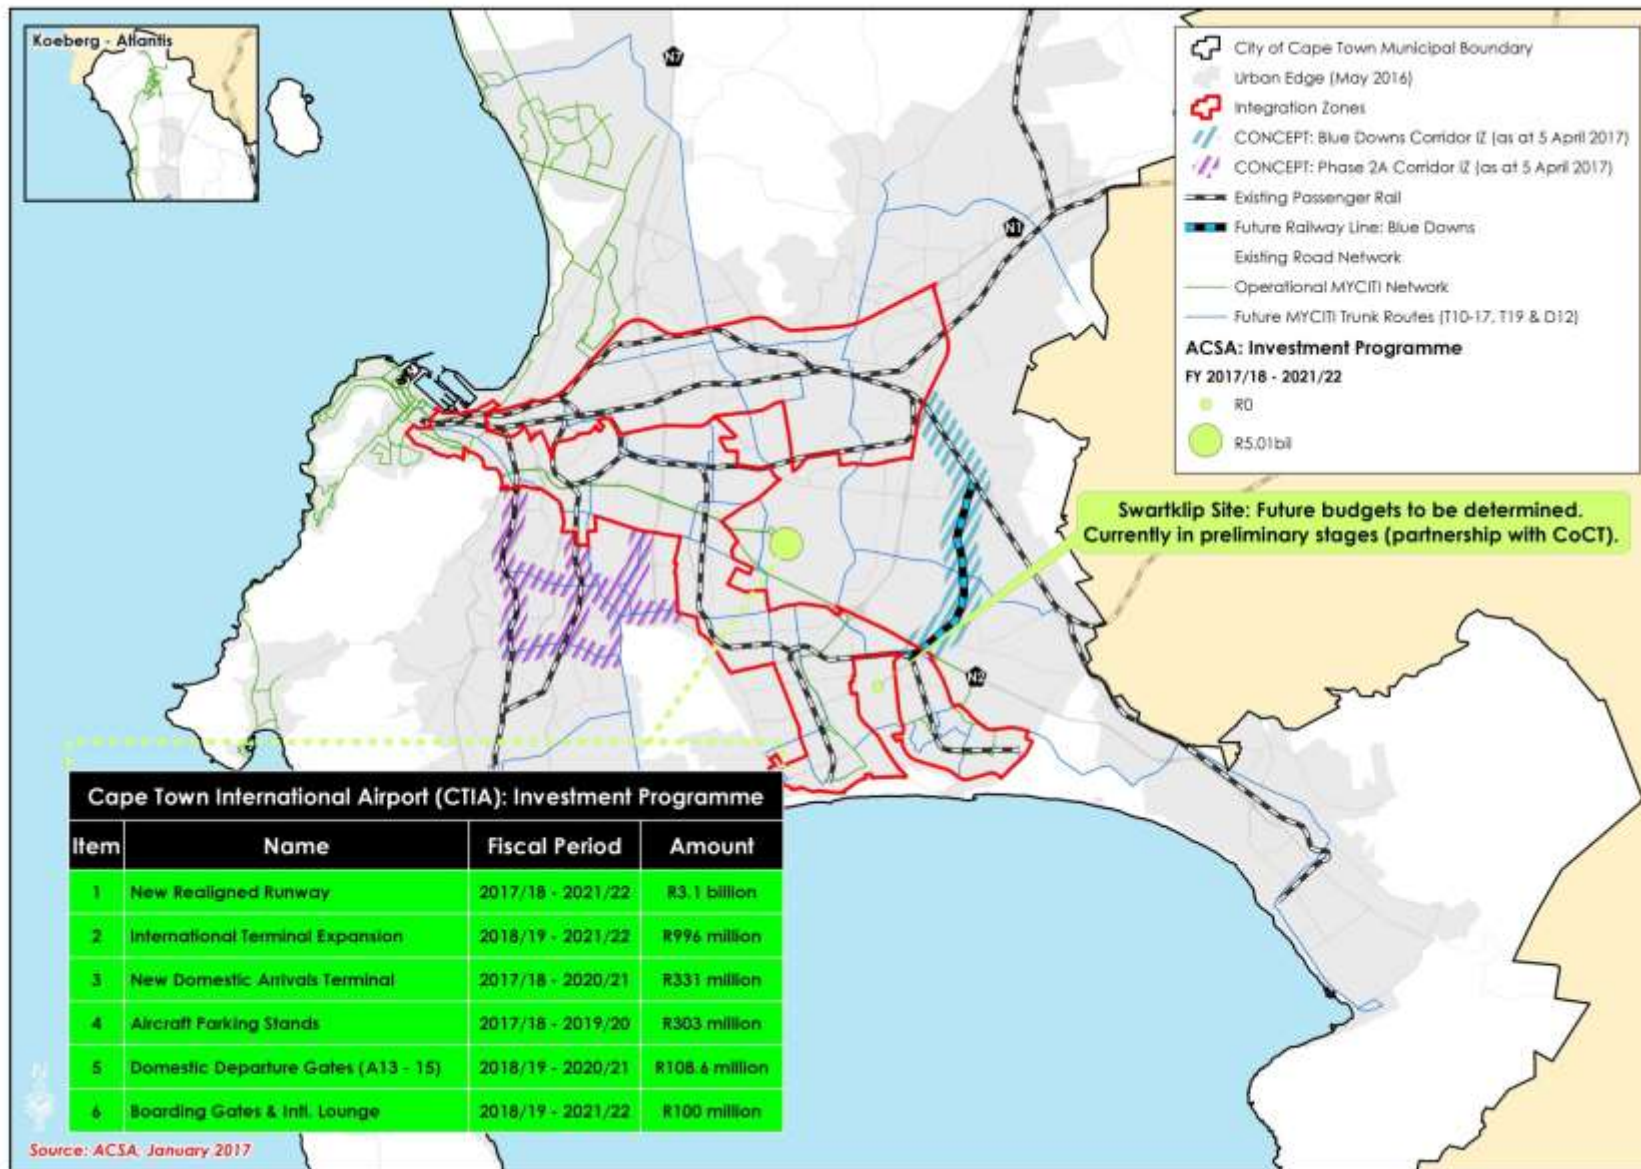 Koeberg - Atlantis
N7
N1
N2
City of Cape Town Municipal Boundary
Urban Edge (May 2016)
Integration Zones
CONCEPT: Blue Downs Corridor IZ (as at 5 April 2017)
CONCEPT: Phase 2A Corridor IZ (as at 5 April 2017)
Existing Passenger Rail
Future Railway Line: Blue Downs
Existing Road Network
Operational MYCITI Network
Future MYCITI Trunk Routes (T10-17, T19 & D12)
ACSA: Investment Programme
FY 2017/18 - 2021/22
R0
R5.01bil
Swartklip Site: Future budgets to be determined.
Currently in preliminary stages (partnership with CoCT).
Cape Town International Airport (CTIA): Investment Programme
Item Name Fiscal Period Amount
1 New Realigned Runway 2017/18 - 2021/22 R3.1 billion
2 International Terminal Expansion 2018/19 - 2021/22 R996 million
3 New Domestic Arrivals Terminal 2017/18 - 2020/21 R331 million
4 Aircraft Parking Stands 2017/18 - 2019/20 R303 million
5 Domestic Departure Gates (A13 - 15) 2018/19 - 2020/21 R108.6 million
6 Boarding Gates & Intl. Lounge 2018/19 - 2021/22 R100 million
N
Source: ACSA, January 2017